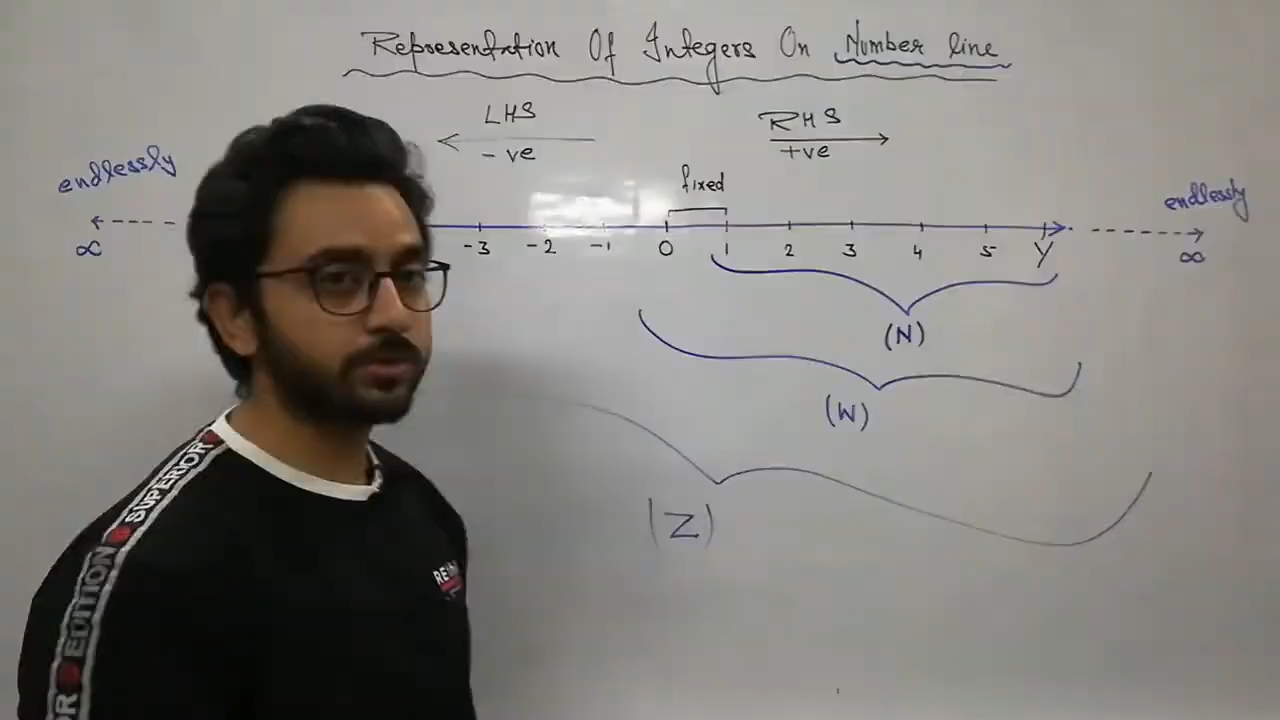 Representation Of Integers On Number line
LHS
- ve
RHS
+ve
endlessly
fixed
endlessly
∞
-3 -2 -1 0 1 2 3 4 5 Y
∞
(N)
(W)
(Z)
SUPERIOR
EDITION